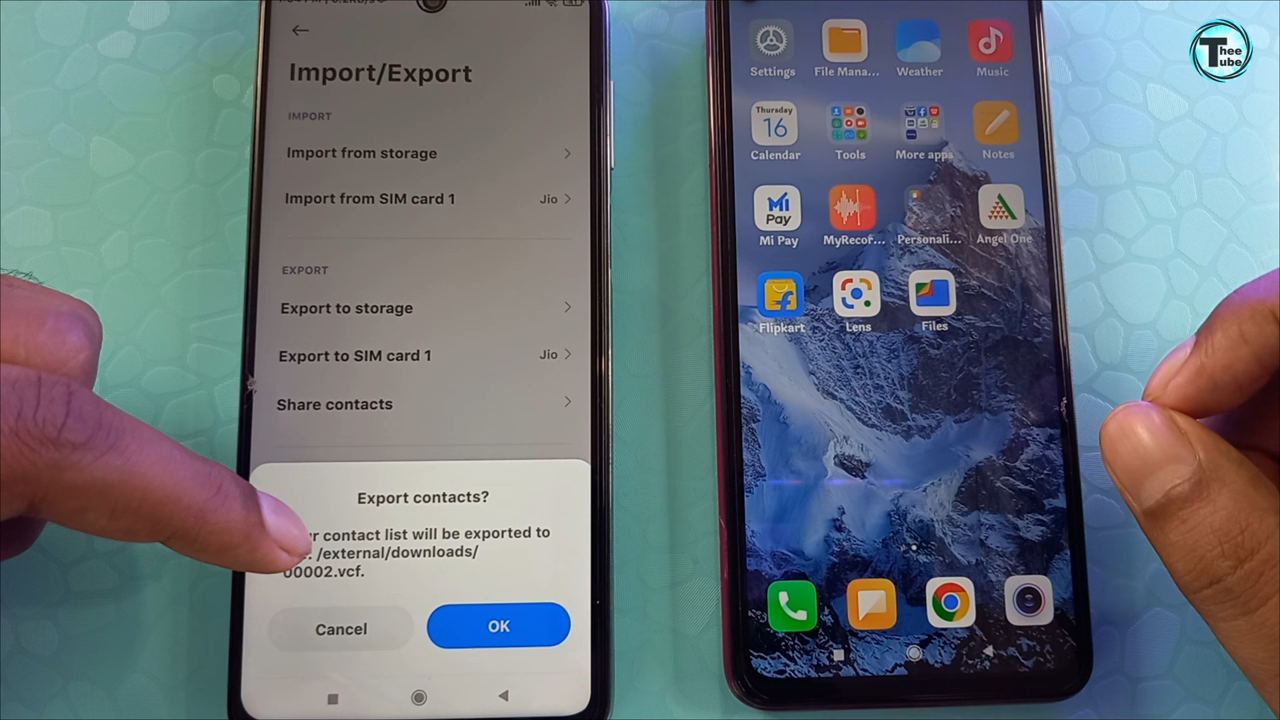 Import/Export
IMPORT
Import from storage
Import from SIM card 1 Jio
EXPORT
Export to storage
Export to SIM card 1 Jio
Share contacts
Export contacts?
contact list will be exported to
/external/downloads/
00002.vcf.
Cancel OK
Settings File Mana... Weather Music
Thursday
16
Calendar Tools More apps Notes
Mi
Pay
Mi Pay MyRecor... Personali... Angel One
Flipkart Lens Files
Thee
Tube